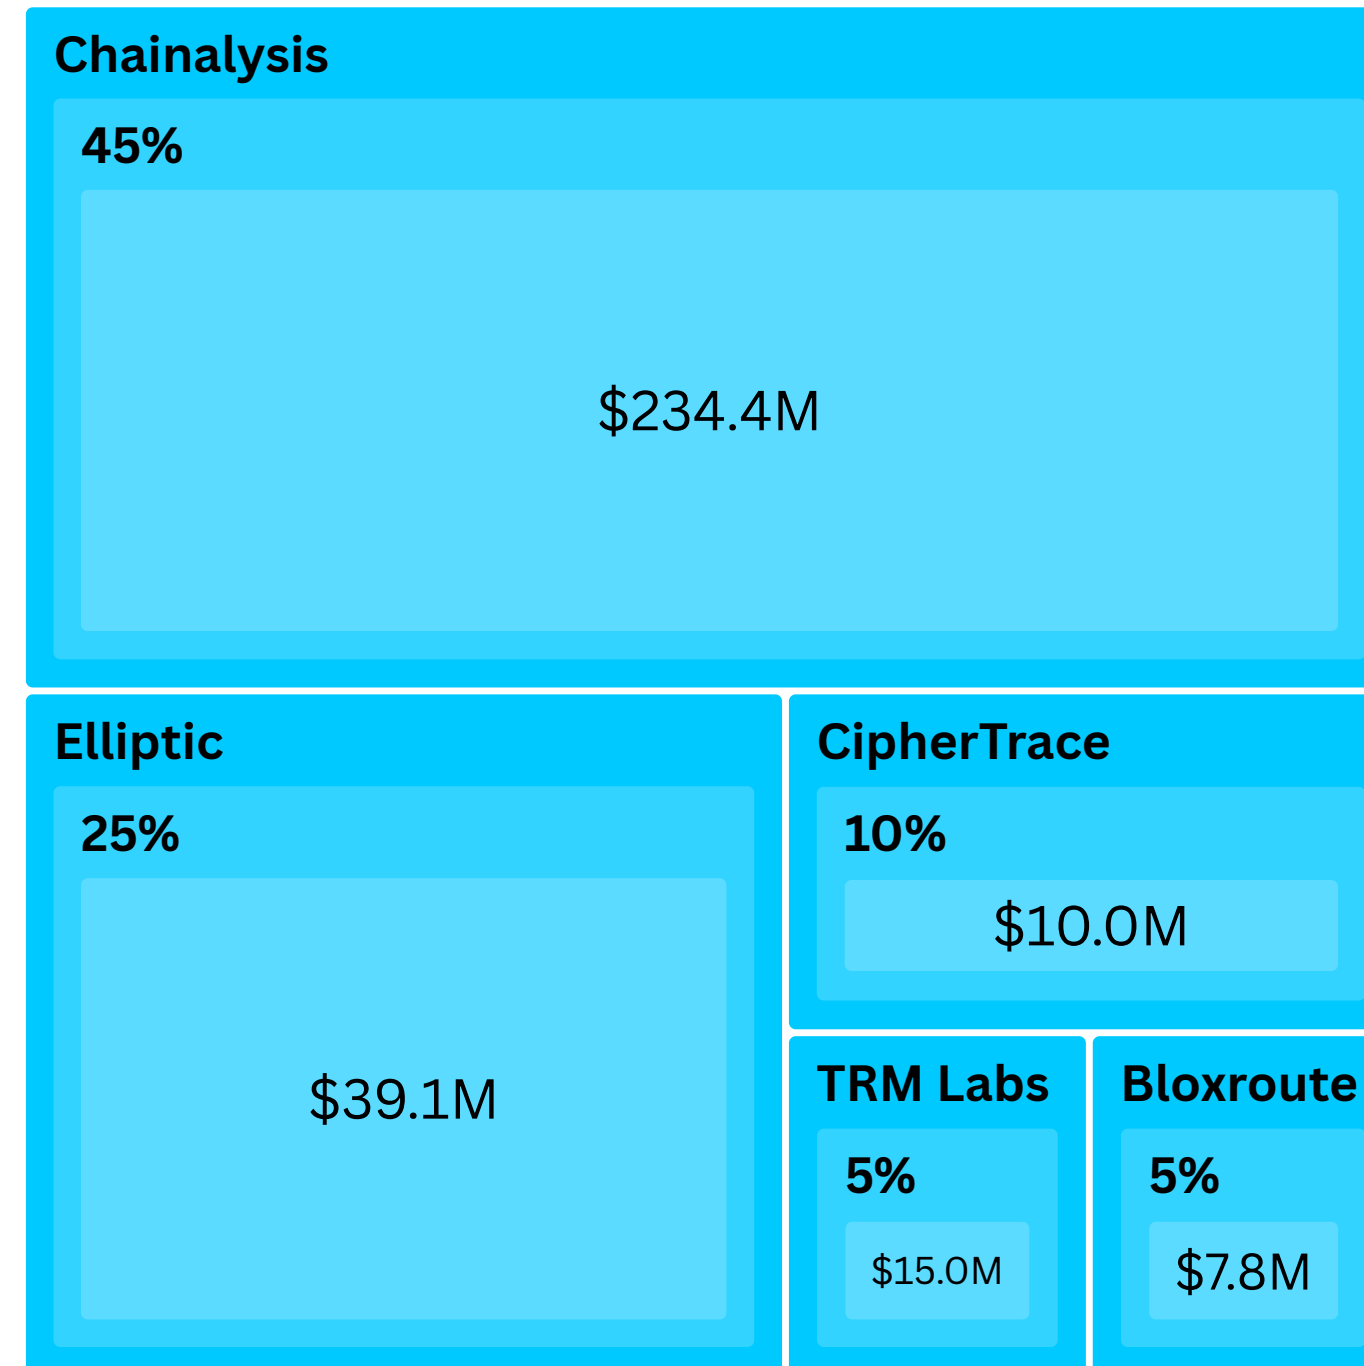 Chainalysis
45%
$234.4M
Elliptic
25%
$39.1M
CipherTrace
10%
$10.0M
TRM Labs
5%
$15.0M
Bloxroute
5%
$7.8M